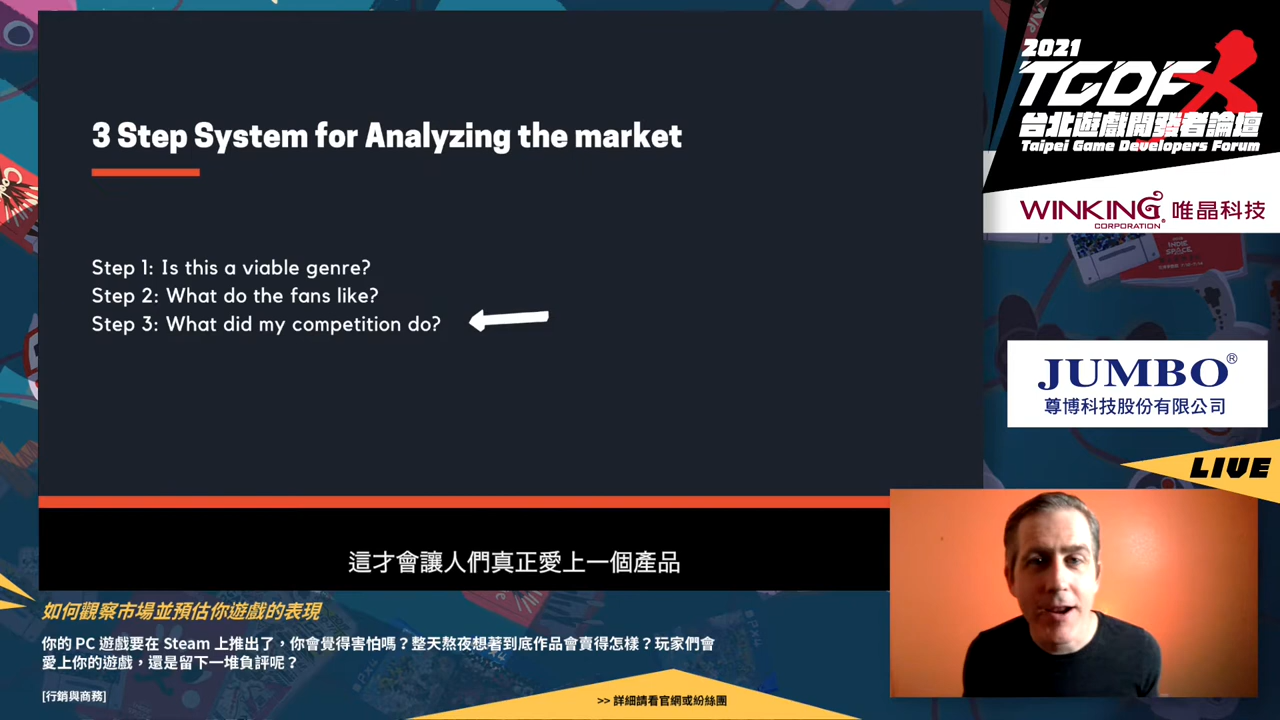 3 Step System for Analyzing the market
Step 1: Is this a viable genre?
Step 2: What do the fans like?
Step 3: What did my competition do?
這才會讓人們真正愛上一個產品
如何觀察市場並預估你遊戲的表現
你的 PC 遊戲要在 Steam 上推出了，你會覺得害怕嗎？整天熬夜想著到底作品會賣得怎樣？玩家們會
愛上你的遊戲，還是留下一堆負評呢？
[行銷與商務]
>> 詳細請看官網或紛絲團
2021
TGDF X
台北遊戲開發者論壇
Taipei Game Developers Forum
WINKING® 唯晶科技
CORPORATION
INDIE
SPACE
JUMBO®
尊博科技股份有限公司
LIVE